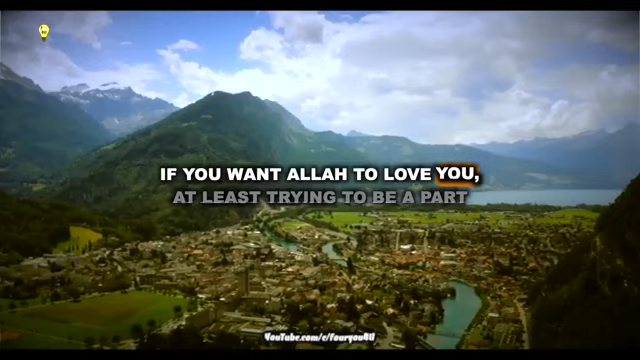 IF YOU WANT ALLAH TO LOVE YOU,
AT LEAST TRYING TO BE A PART
YouTube.com/c/fouryou4U